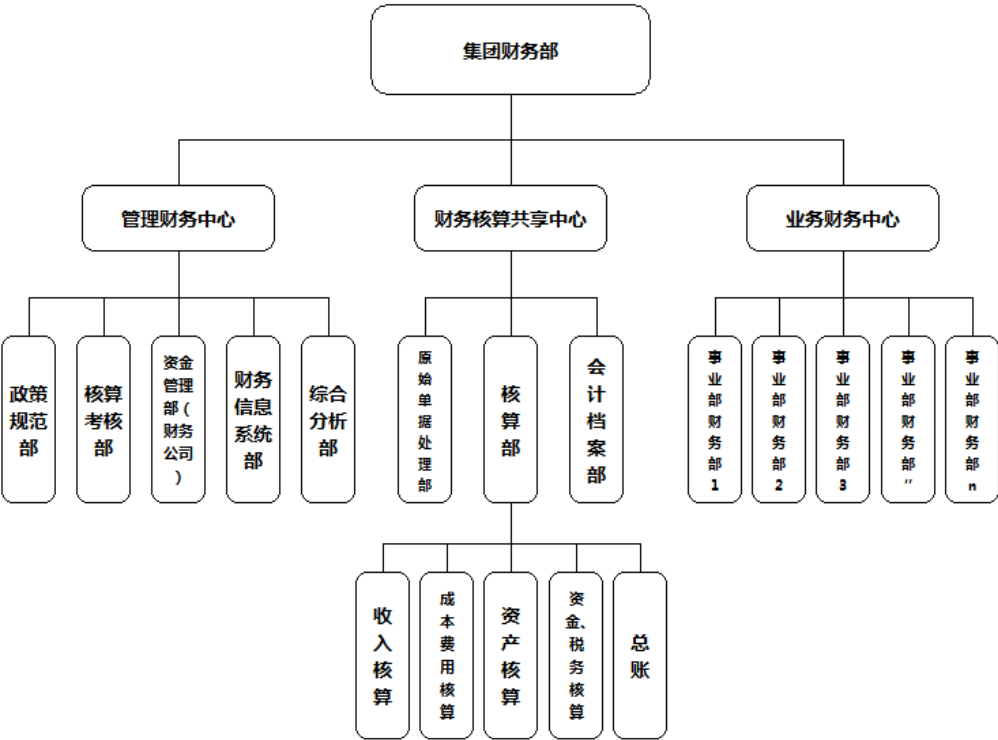 集团财务部
管理财务中心
财务核算共享中心
业务财务中心
政策
规范
部
核算
考核
部
资金
管理
部（
财务
公司
）
财务
信息
系统
部
综合
分析
部
原始单据处理部
核算部
会计档案部
事业部财务部1
事业部财务部2
事业部财务部3
事业部财务部〃
事业部财务部n
收入核算
成本费用核算
资产核算
资金、税务核算
总账